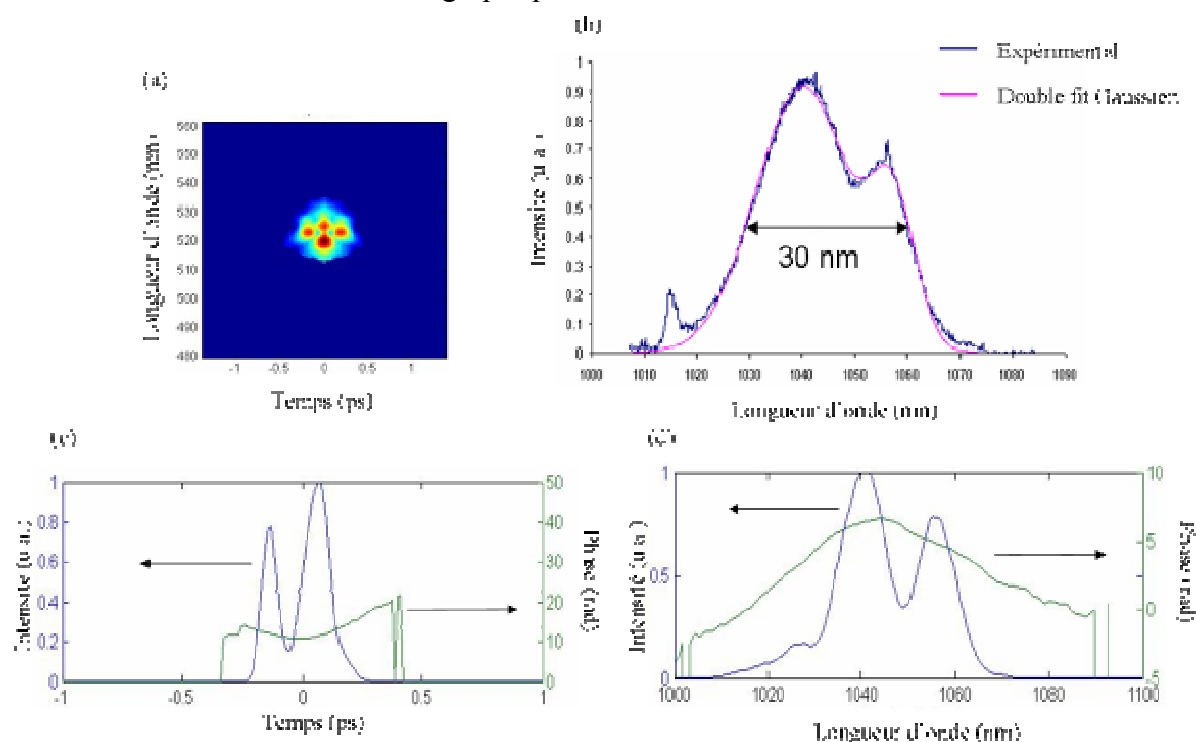 (b)
Expérimental
Double fit Gaussien
(a)
Longueur d'onde (nm)
560
550
540
530
520
510
500
490
480
-1 -0.5 0 0.5 1
Temps (ps)
Intensité (u.a.)
1
0.9
0.8
0.7
0.6
0.5
0.4
0.3
0.2
0.1
0
30 nm
1000 1010 1020 1030 1040 1050 1060 1070 1080 1090
Longueur d'onde (nm)
(c)
Intensité (u.a.)
1
0.8
0.6
0.4
0.2
0
-1 -0.5 0 0.5 1
50
40
30
20
10
0
Phase (rad)
Temps (ps)
(d)
Intensité (u.a.)
1
0.5
0
1000 1020 1040 1060 1080 1100
10
5
0
-5
Phase (rad)
Longueur d'onde (nm)